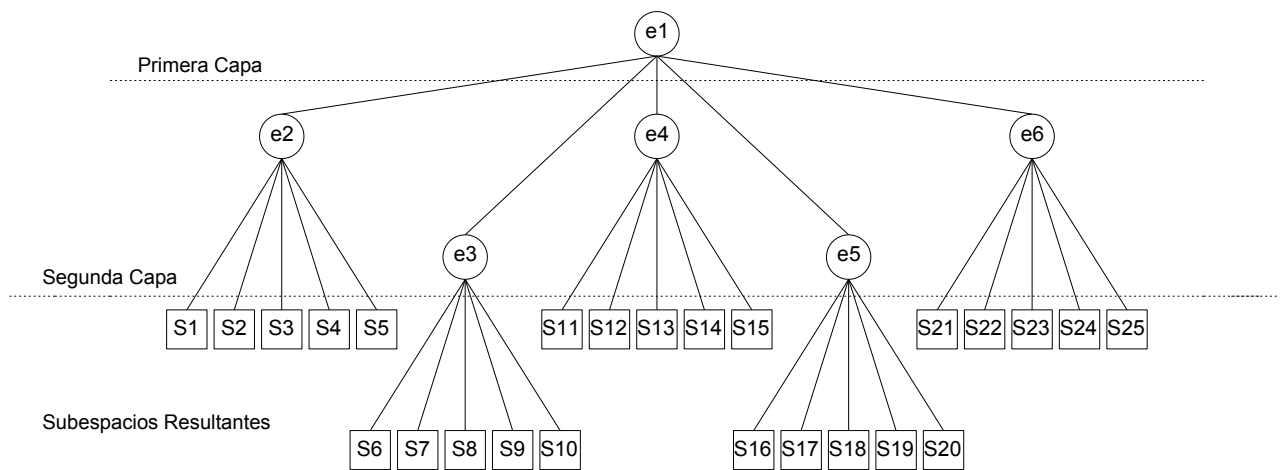 e1
Primera Capa
e2
e4
e6
e3
e5
Segunda Capa
S1 S2 S3 S4 S5 S11 S12 S13 S14 S15 S21 S22 S23 S24 S25
Subespacios Resultantes
S6 S7 S8 S9 S10 S16 S17 S18 S19 S20